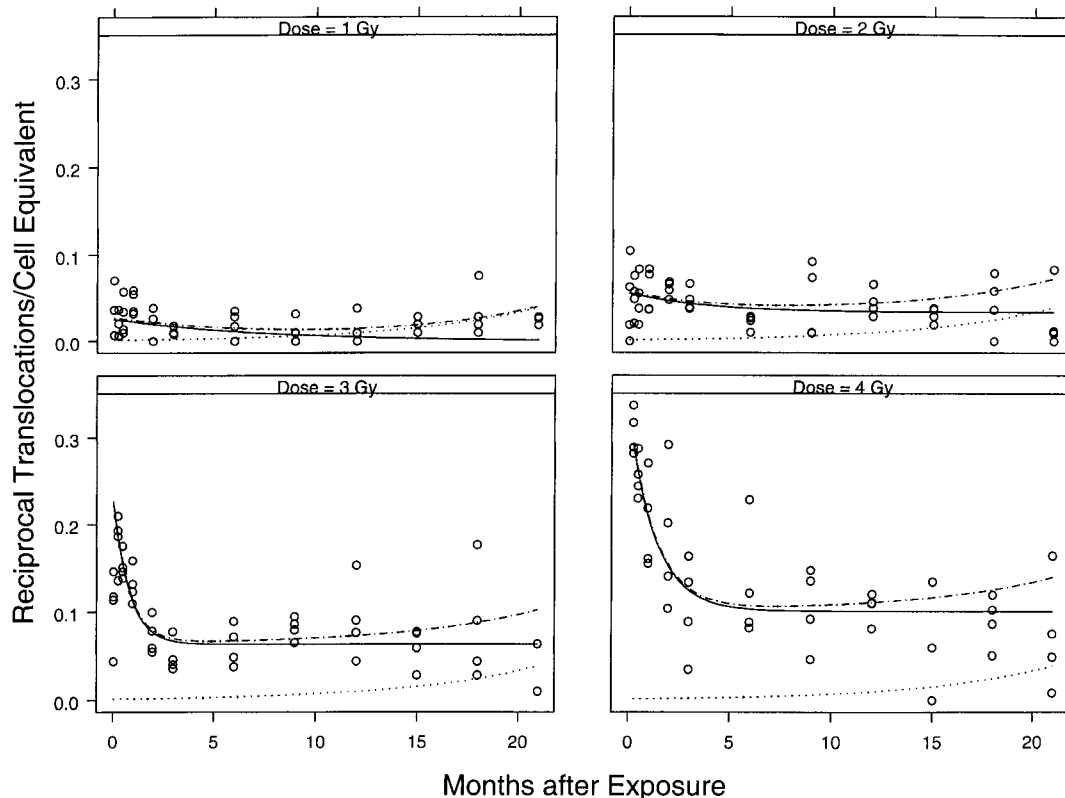 Dose = 1 Gy
Dose = 2 Gy
0.3
0.2
0.1
0.0
Dose = 3 Gy
Dose = 4 Gy
0.3
0.2
0.1
0.0
0 5 10 15 20
0 5 10 15 20
Reciprocal Translocations/Cell Equivalent
Months after Exposure